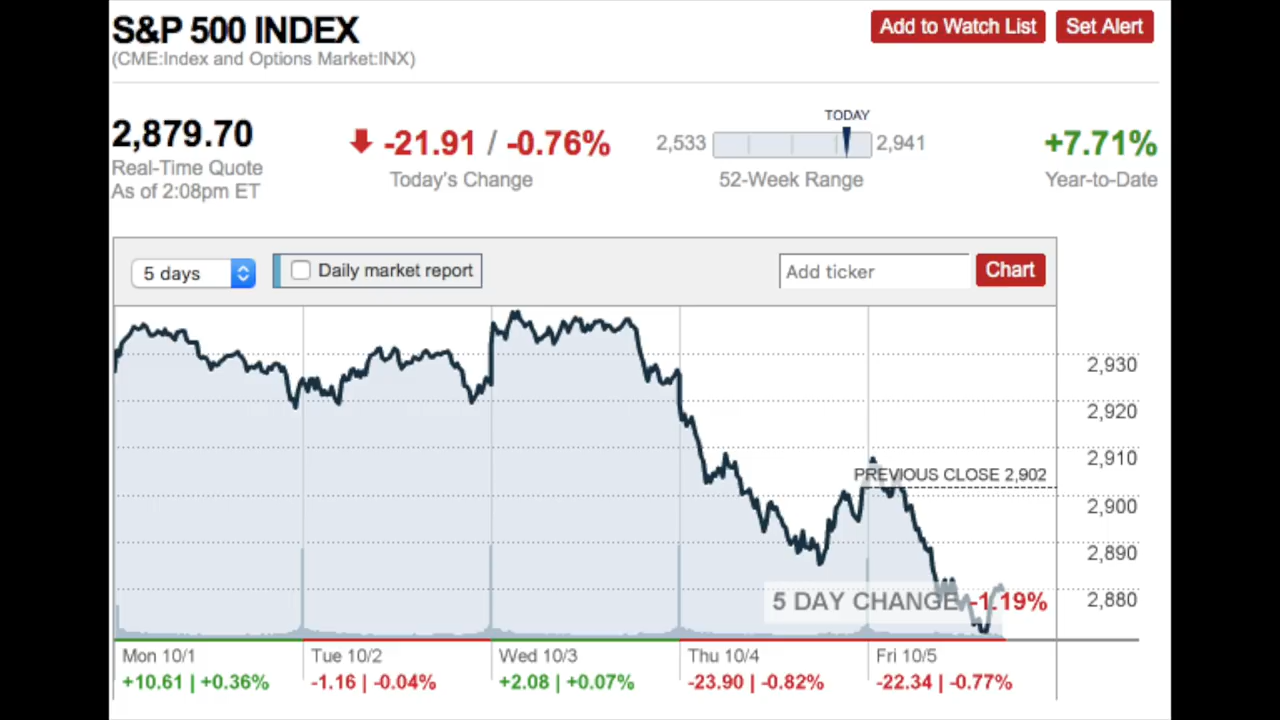 S&P 500 INDEX
Add to Watch List
Set Alert
(CME:Index and Options Market:INX)
TODAY
2,879.70
-21.91 / -0.76%
2,533
2,941
+7.71%
Real-Time Quote
As of 2:08pm ET
Today's Change
52-Week Range
Year-to-Date
5 days
Daily market report
Add ticker
Chart
2,930
2,920
2,910
PREVIOUS CLOSE 2,902
2,900
2,890
5 DAY CHANGE -1.19%
2,880
Mon 10/1
Tue 10/2
Wed 10/3
Thu 10/4
Fri 10/5
+10.61 | +0.36%
-1.16 | -0.04%
+2.08 | +0.07%
-23.90 | -0.82%
-22.34 | -0.77%